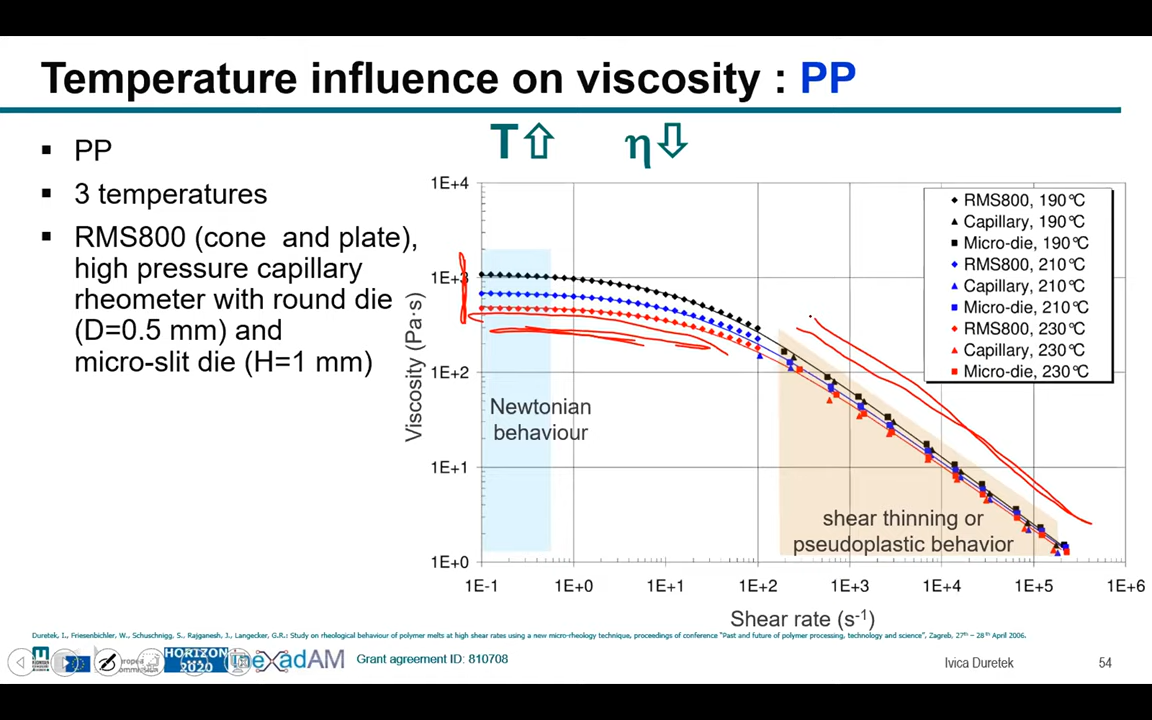 Temperature influence on viscosity : PP
T⇧ η⇩
▪ PP
▪ 3 temperatures
▪ RMS800 (cone and plate),
high pressure capillary
rheometer with round die
(D=0.5 mm) and
micro-slit die (H=1 mm)
Viscosity (Pa·s)
1E+4
1E+3
1E+2
1E+1
1E+0
RMS800, 190°C
Capillary, 190°C
Micro-die, 190°C
RMS800, 210°C
Capillary, 210°C
Micro-die, 210°C
RMS800, 230°C
Capillary, 230°C
Micro-die, 230°C
Newtonian
behaviour
shear thinning or
pseudoplastic behavior
1E-1 1E+0 1E+1 1E+2 1E+3 1E+4 1E+5 1E+6
Shear rate (s⁻¹)
Duretek, I., Friesenbichler, W., Schuschnigg, S., Rajganesh, J., Langecker, G.R.: Study on rheological behaviour of polymer melts at high shear rates using a new micro-rheology technique, proceedings of conference "Past and future of polymer processing, technology and science", Zagreb, 27th – 28th April 2006.
HORIZON
2020
Grant agreement ID: 810708
Ivica Duretek
54